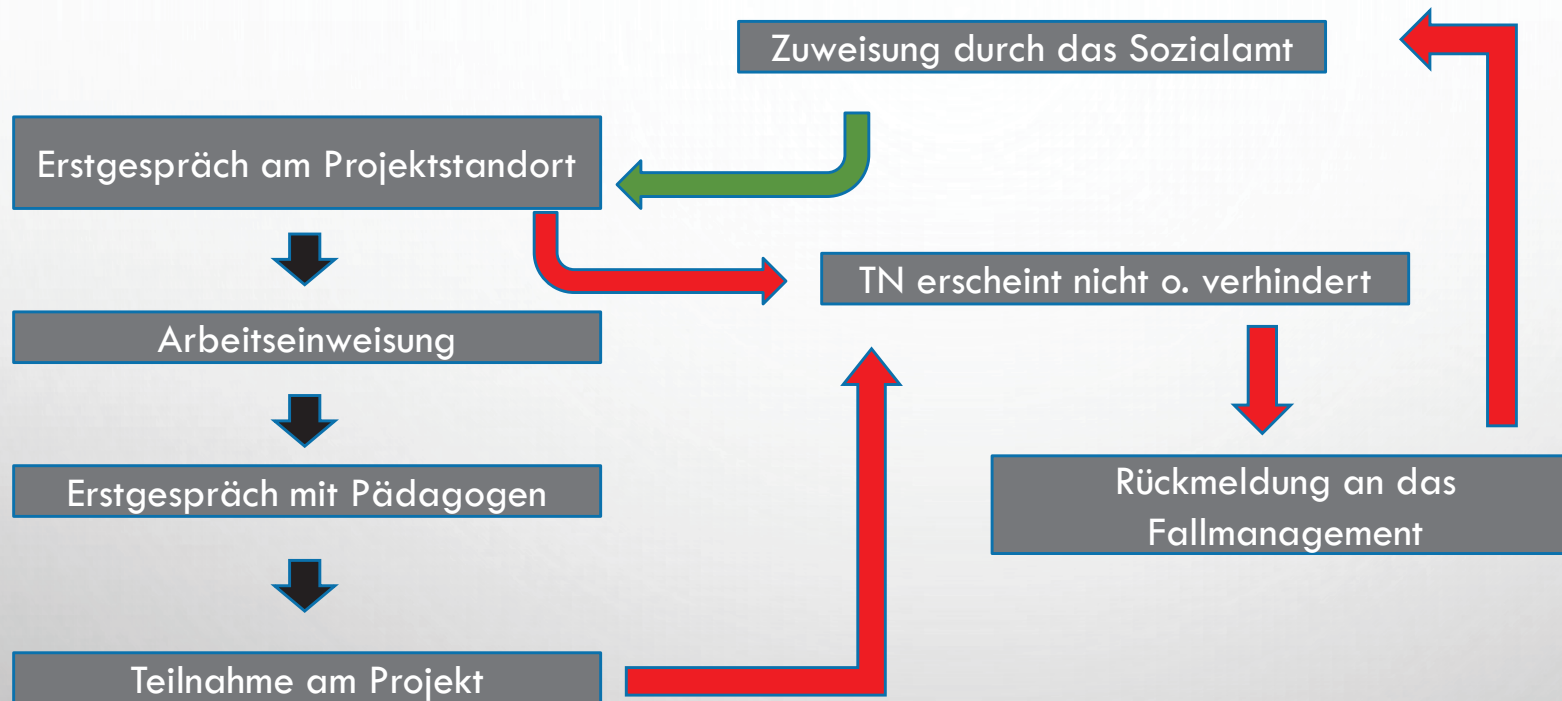 Zuweisung durch das Sozialamt
Erstgespräch am Projektstandort
TN erscheint nicht o. verhindert
Arbeitseinweisung
Erstgespräch mit Pädagogen
Rückmeldung an das
Fallmanagement
Teilnahme am Projekt